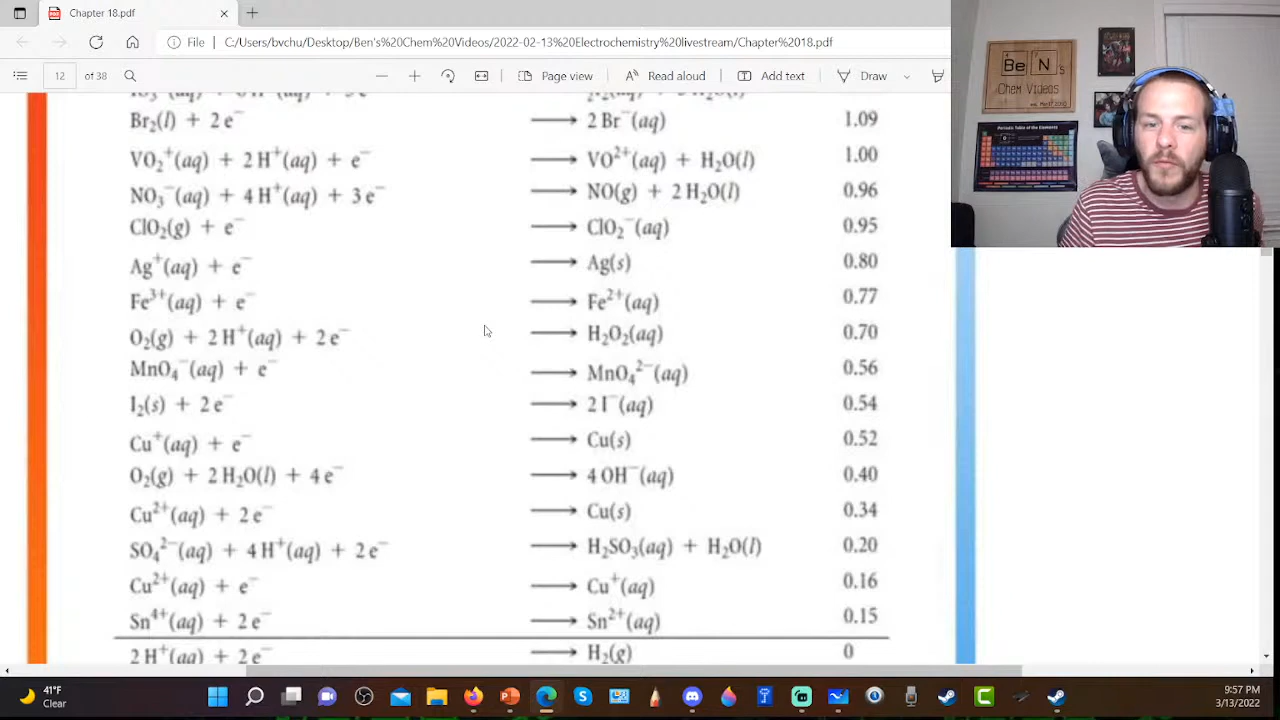 Chapter 18.pdf
File | C:/Users/bvchu/Desktop/Ben's%20Chem%20Videos/2022-02-13%20Electrochemistry%20livestream/Chapter%2018.pdf
12 of 38 Page view Read aloud Add text Draw
Br₂(l) + 2 e⁻ ⟶ 2 Br⁻(aq) 1.09
VO₂⁺(aq) + 2 H⁺(aq) + e⁻ ⟶ VO²⁺(aq) + H₂O(l) 1.00
NO₃⁻(aq) + 4 H⁺(aq) + 3 e⁻ ⟶ NO(g) + 2 H₂O(l) 0.96
ClO₂(g) + e⁻ ⟶ ClO₂⁻(aq) 0.95
Ag⁺(aq) + e⁻ ⟶ Ag(s) 0.80
Fe³⁺(aq) + e⁻ ⟶ Fe²⁺(aq) 0.77
O₂(g) + 2 H⁺(aq) + 2 e⁻ ⟶ H₂O₂(aq) 0.70
MnO₄⁻(aq) + e⁻ ⟶ MnO₄²⁻(aq) 0.56
I₂(s) + 2 e⁻ ⟶ 2 I⁻(aq) 0.54
Cu⁺(aq) + e⁻ ⟶ Cu(s) 0.52
O₂(g) + 2 H₂O(l) + 4 e⁻ ⟶ 4 OH⁻(aq) 0.40
Cu²⁺(aq) + 2 e⁻ ⟶ Cu(s) 0.34
SO₄²⁻(aq) + 4 H⁺(aq) + 2 e⁻ ⟶ H₂SO₃(aq) + H₂O(l) 0.20
Cu²⁺(aq) + e⁻ ⟶ Cu⁺(aq) 0.16
Sn⁴⁺(aq) + 2 e⁻ ⟶ Sn²⁺(aq) 0.15
2 H⁺(aq) + 2 e⁻ ⟶ H₂(g) 0
Be N's
Chem Videos
Periodic Table of the Elements
41°F
Clear
9:57 PM
3/13/2022